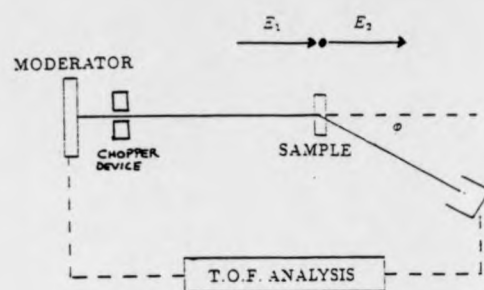 E₁ E₂
MODERATOR
CHOPPER
DEVICE
SAMPLE
φ
T.O.F. ANALYSIS